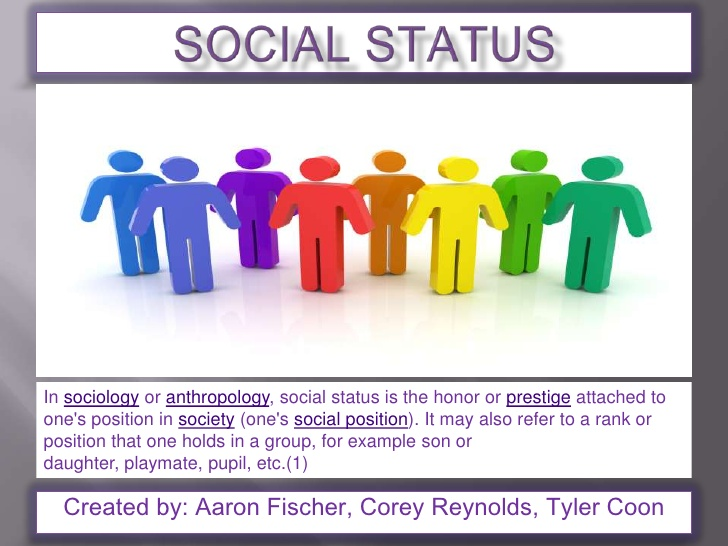 SOCIAL STATUS
In sociology or anthropology, social status is the honor or prestige attached to
one's position in society (one's social position). It may also refer to a rank or
position that one holds in a group, for example son or
daughter, playmate, pupil, etc.(1)
Created by: Aaron Fischer, Corey Reynolds, Tyler Coon